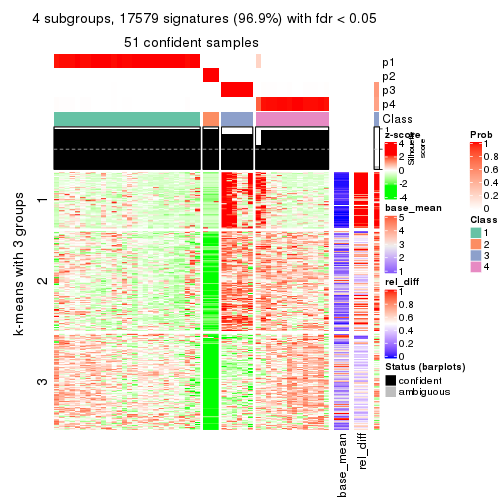 4 subgroups, 17579 signatures (96.9%) with fdr < 0.05
51 confident samples
p1
p2
p3
p4
Class
1
Silhouette
score
k-means with 3 groups
1
2
3
base_mean
rel_diff
z-score
4
2
0
-2
-4
base_mean
5
4
3
2
1
rel_diff
1
0.8
0.6
0.4
0.2
0
Status (barplots)
confident
ambiguous
Prob
1
0.8
0.6
0.4
0.2
0
Class
1
2
3
4